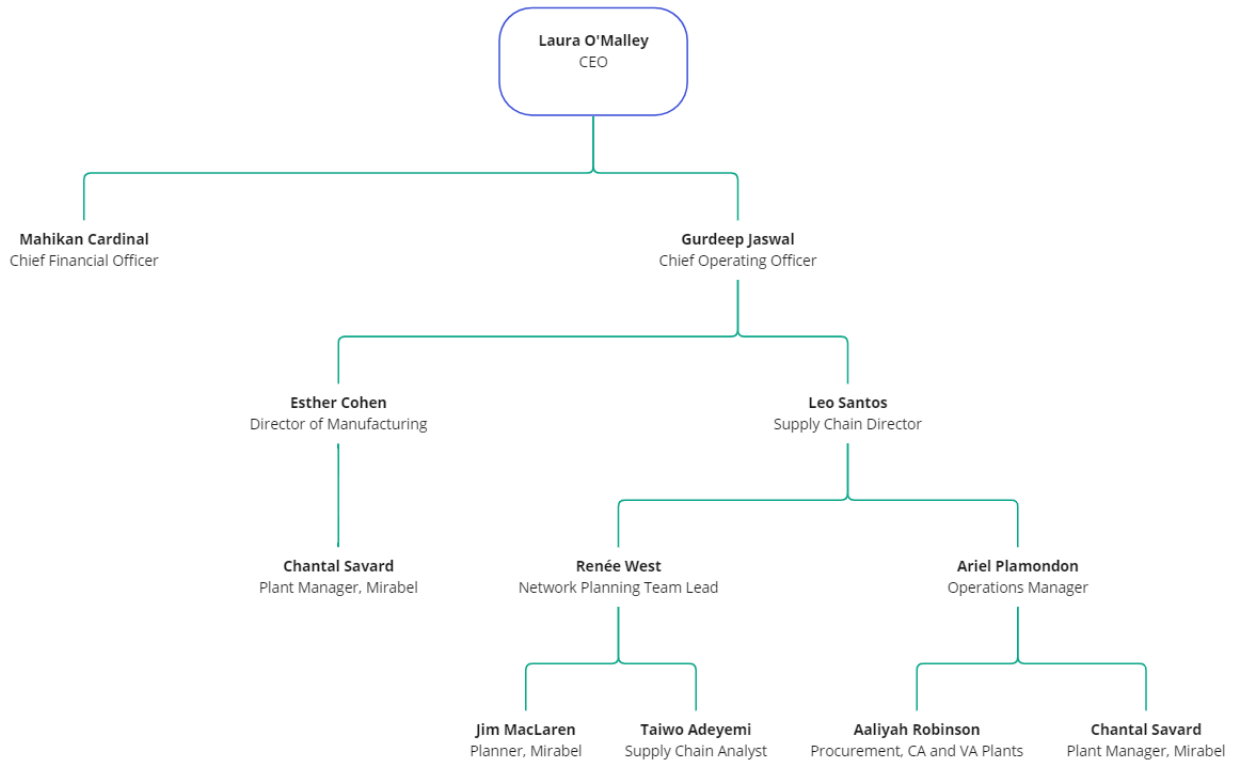 Laura O'Malley
CEO
Mahikan Cardinal
Chief Financial Officer
Gurdeep Jaswal
Chief Operating Officer
Esther Cohen
Director of Manufacturing
Leo Santos
Supply Chain Director
Chantal Savard
Plant Manager, Mirabel
Renée West
Network Planning Team Lead
Ariel Plamondon
Operations Manager
Jim MacLaren
Planner, Mirabel
Taiwo Adeyemi
Supply Chain Analyst
Aaliyah Robinson
Procurement, CA and VA Plants
Chantal Savard
Plant Manager, Mirabel